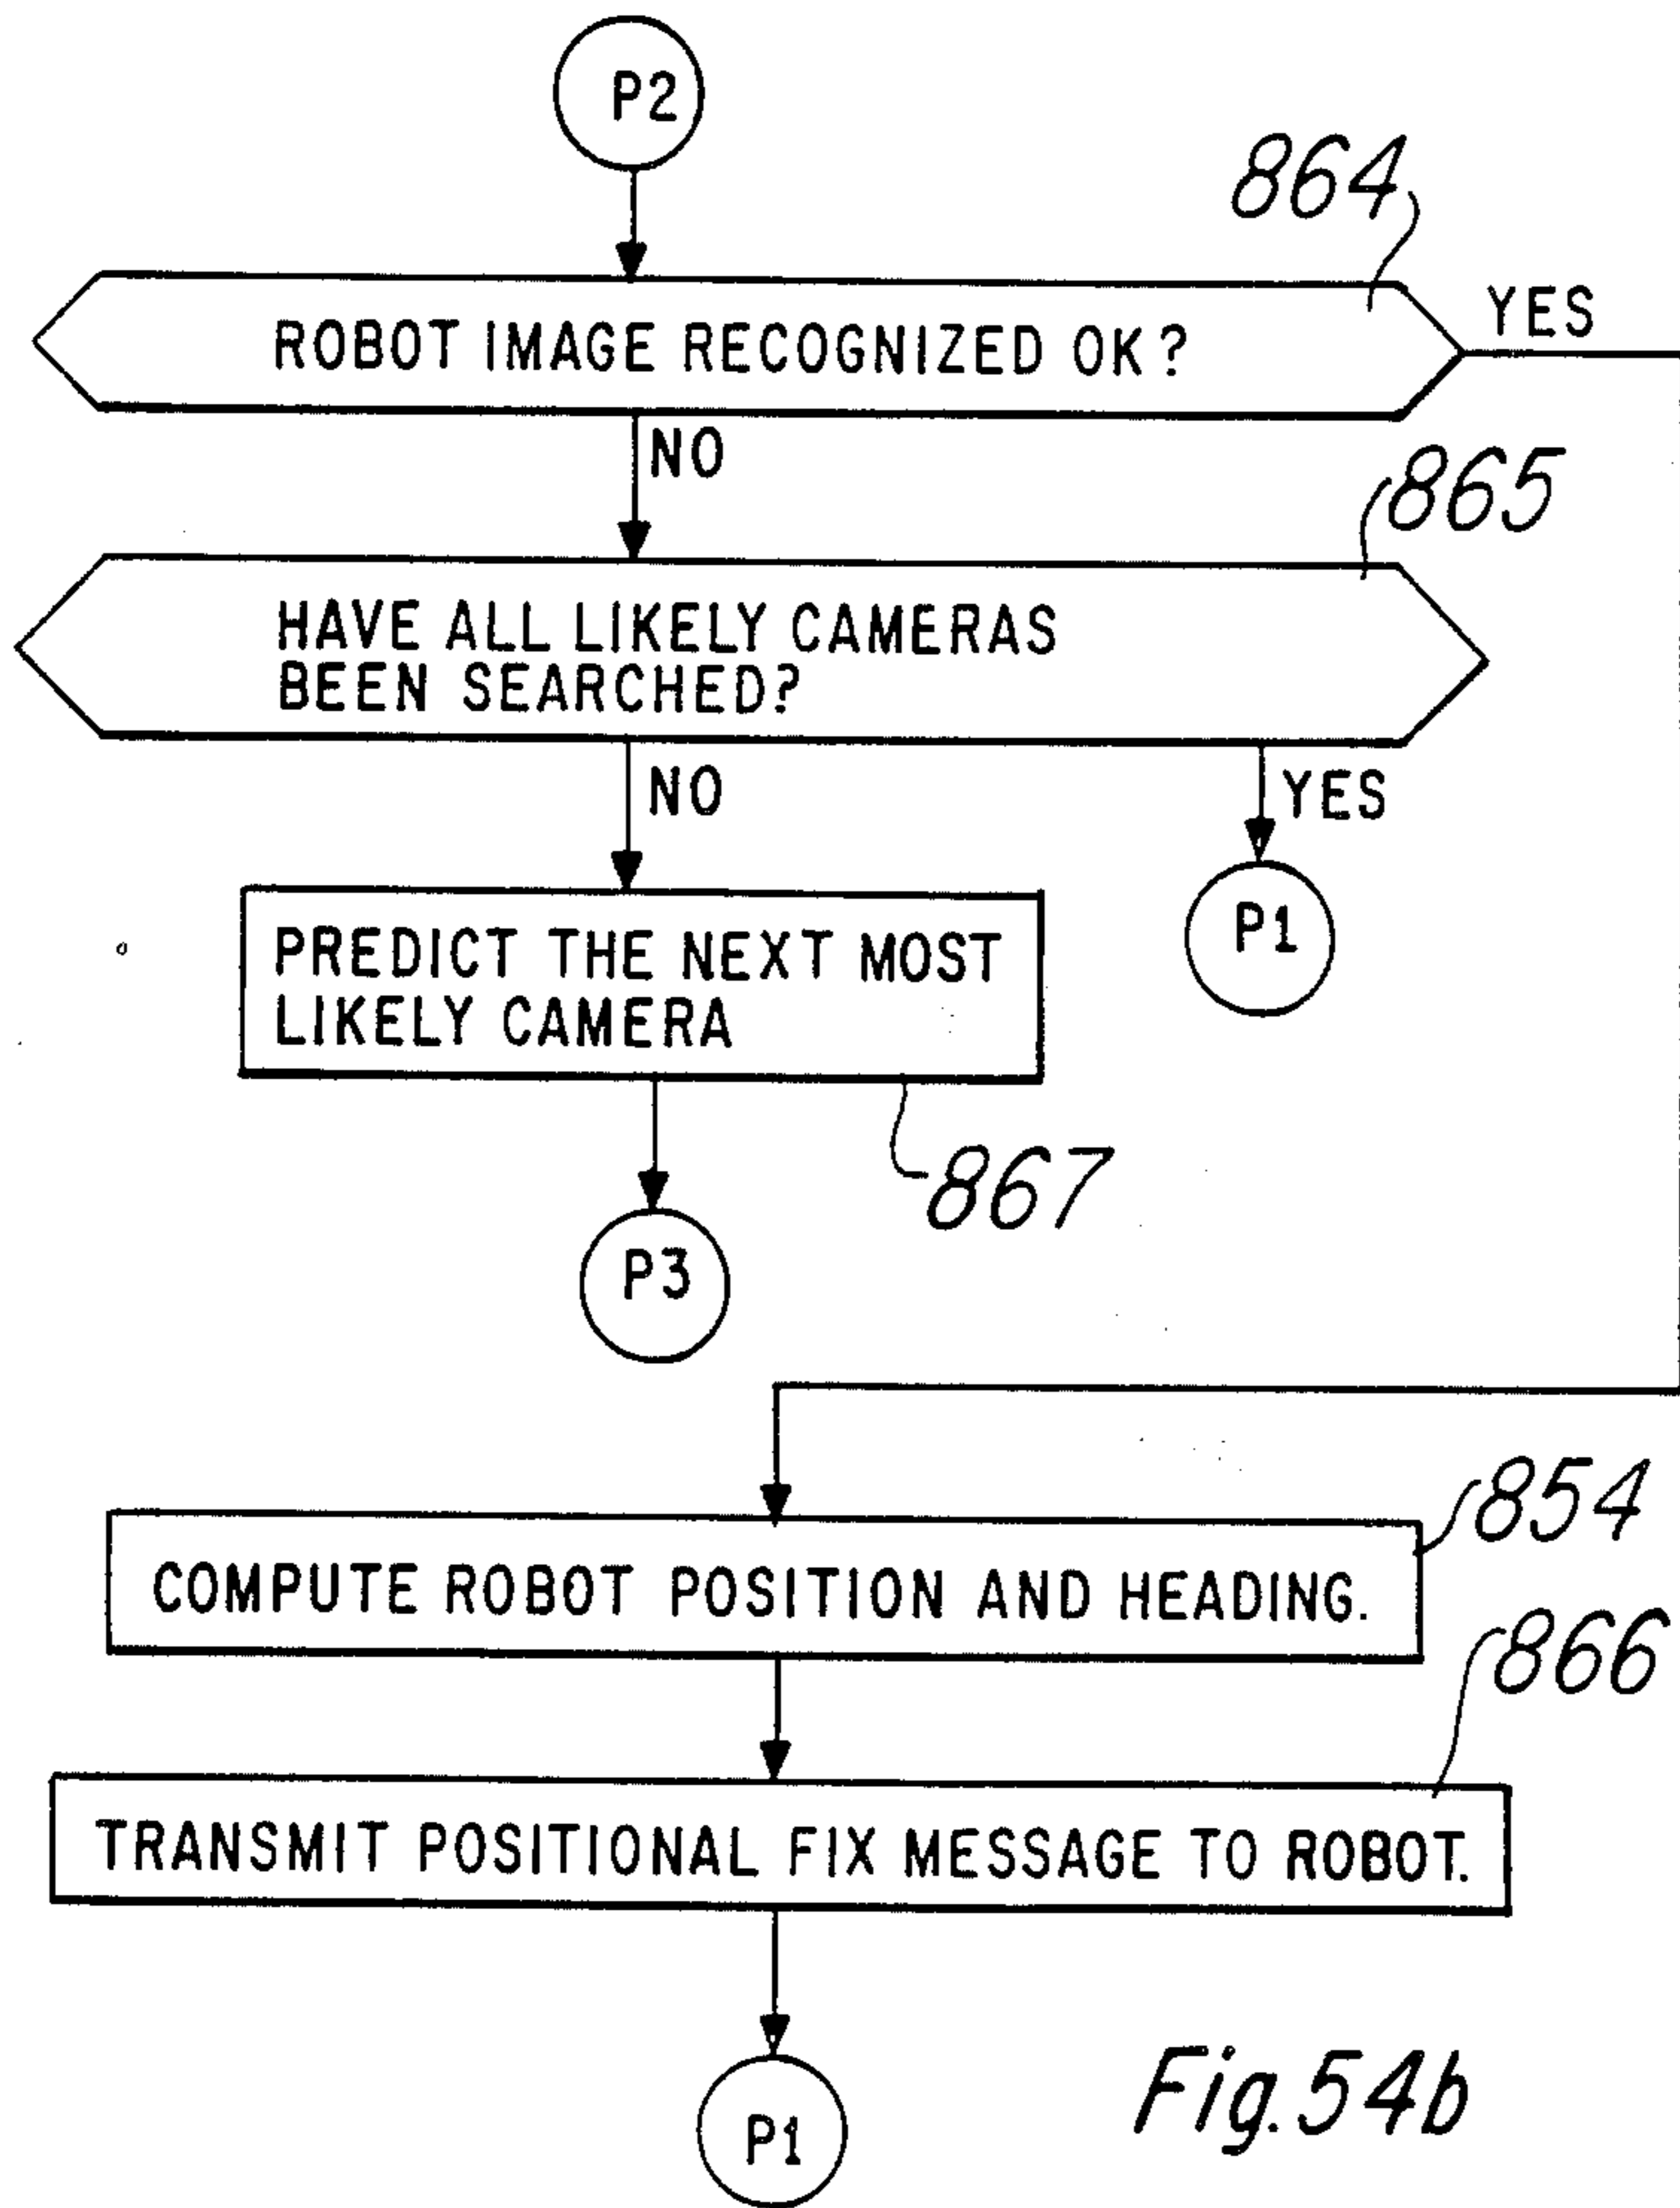 P2
864
ROBOT IMAGE RECOGNIZED OK?
YES
NO
865
HAVE ALL LIKELY CAMERAS
BEEN SEARCHED?
NO
YES
PREDICT THE NEXT MOST
LIKELY CAMERA
P1
867
P3
854
COMPUTE ROBOT POSITION AND HEADING.
866
TRANSMIT POSITIONAL FIX MESSAGE TO ROBOT.
P1
Fig. 54b